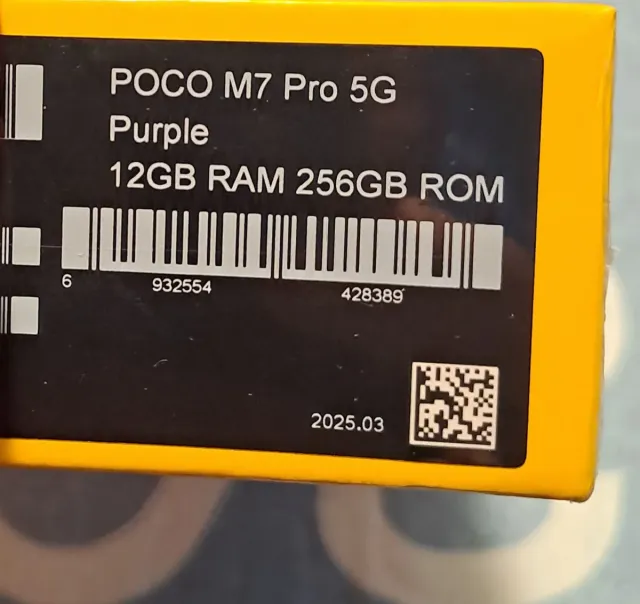 POCO M7 Pro 5G
Purple
12GB RAM 256GB ROM
6 932554 428389
2025.03